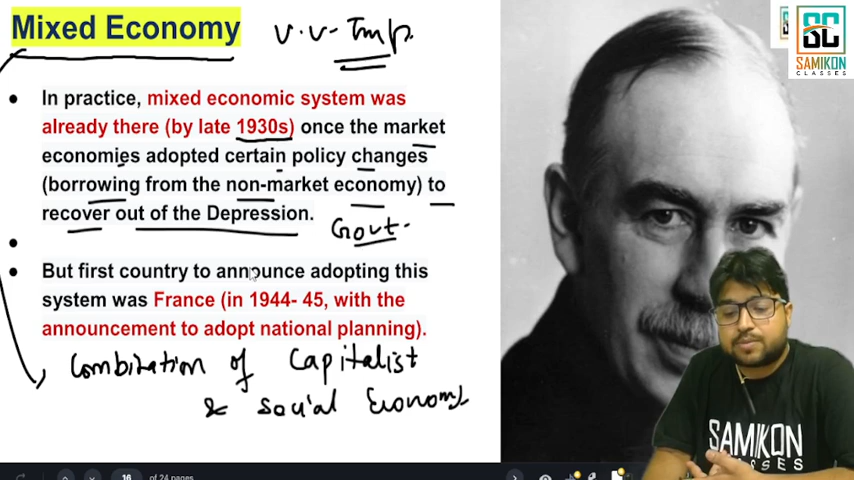 Mixed Economy
V.V-Imp.
SC
SAMIKON
CLASSES
• In practice, mixed economic system was
already there (by late 1930s) once the market
economies adopted certain policy changes
(borrowing from the non-market economy) to
recover out of the Depression.
Govt-
•
• But first country to announce adopting this
system was France (in 1944- 45, with the
announcement to adopt national planning).
Combination of Capitalist
& social Economy
SAMIKON
CLASSES
16 of 24 pages